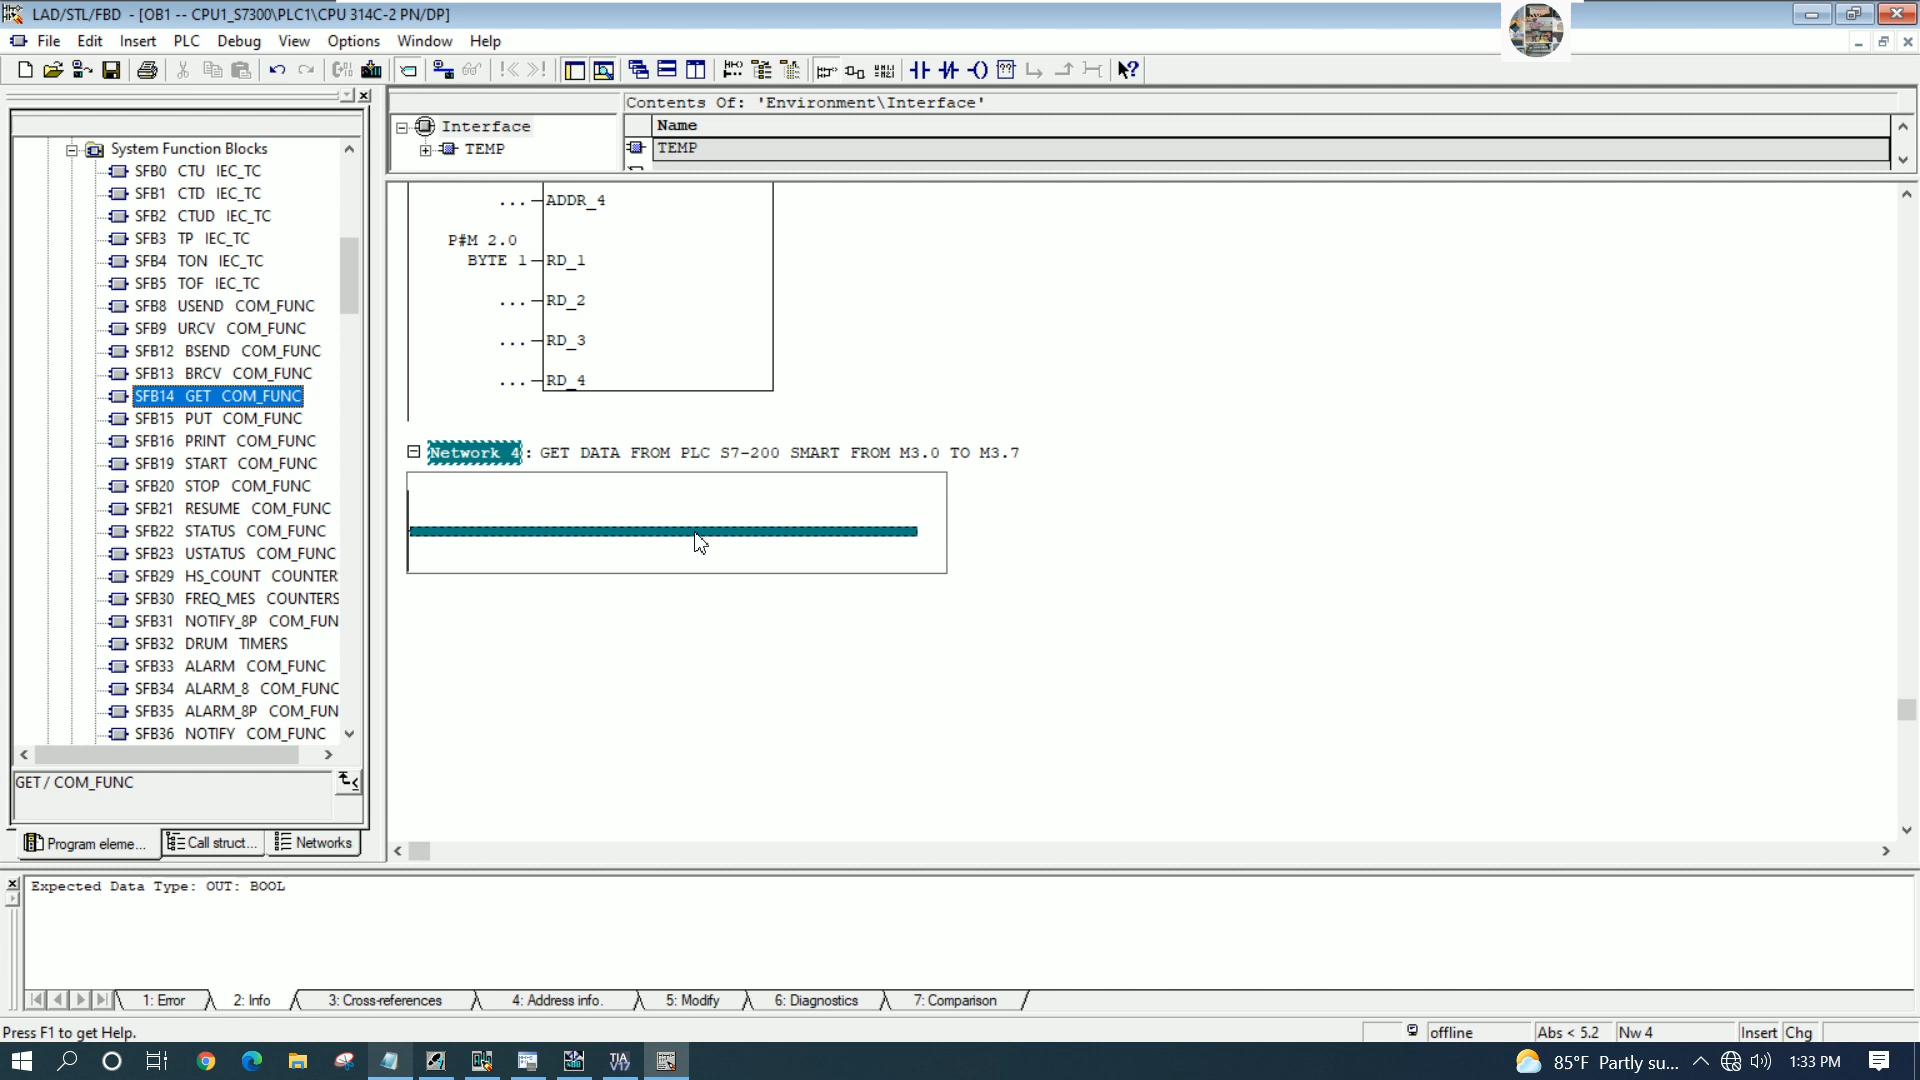 LAD/STL/FBD - [OB1 -- CPU1_S7300\PLC1\CPU 314C-2 PN/DP]
File Edit Insert PLC Debug View Options Window Help
Contents Of: 'Environment\Interface'
Interface
Name
TEMP
TEMP
System Function Blocks
SFB0 CTU IEC_TC
SFB1 CTD IEC_TC
SFB2 CTUD IEC_TC
SFB3 TP IEC_TC
SFB4 TON IEC_TC
SFB5 TOF IEC_TC
SFB8 USEND COM_FUNC
SFB9 URCV COM_FUNC
SFB12 BSEND COM_FUNC
SFB13 BRCV COM_FUNC
SFB14 GET COM_FUNC
SFB15 PUT COM_FUNC
SFB16 PRINT COM_FUNC
SFB19 START COM_FUNC
SFB20 STOP COM_FUNC
SFB21 RESUME COM_FUNC
SFB22 STATUS COM_FUNC
SFB23 USTATUS COM_FUNC
SFB29 HS_COUNT COUNTER
SFB30 FREQ_MES COUNTERS
SFB31 NOTIFY_8P COM_FUN
SFB32 DRUM TIMERS
SFB33 ALARM COM_FUNC
SFB34 ALARM_8 COM_FUNC
SFB35 ALARM_8P COM_FUN
SFB36 NOTIFY COM_FUNC
GET / COM_FUNC
Program eleme... Call struct... Networks
... ADDR_4
P#M 2.0
BYTE 1 RD_1
... RD_2
... RD_3
... RD_4
Network 4 : GET DATA FROM PLC S7-200 SMART FROM M3.0 TO M3.7
Expected Data Type: OUT: BOOL
1: Error 2: Info 3: Cross-references 4: Address info. 5: Modify 6: Diagnostics 7: Comparison
Press F1 to get Help. offline Abs < 5.2 Nw 4 Insert Chg
TIA V17 85°F Partly su... 1:33 PM